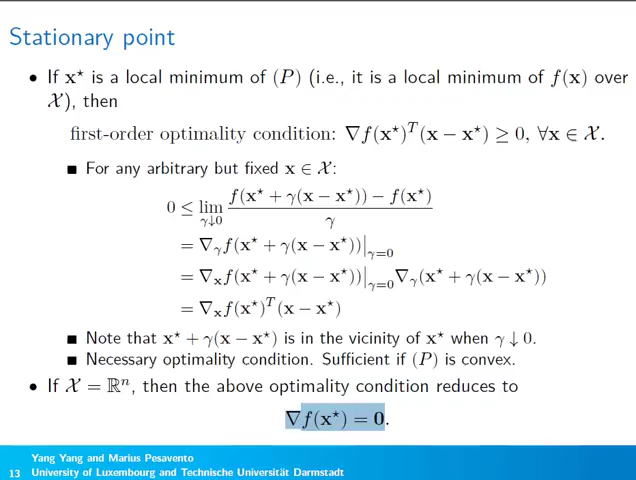 Stationary point
• If x⋆ is a local minimum of (P) (i.e., it is a local minimum of f(x) over
𝒳), then
first-order optimality condition: ∇f(x⋆)ᵀ(x − x⋆) ≥ 0, ∀x ∈ 𝒳.
■ For any arbitrary but fixed x ∈ 𝒳:
0 ≤ lim_{γ↓0} (f(x⋆ + γ(x − x⋆)) − f(x⋆)) / γ
= ∇_γ f(x⋆ + γ(x − x⋆))|_{γ=0}
= ∇_x f(x⋆ + γ(x − x⋆))|_{γ=0} ∇_γ(x⋆ + γ(x − x⋆))
= ∇_x f(x⋆)ᵀ(x − x⋆)
■ Note that x⋆ + γ(x − x⋆) is in the vicinity of x⋆ when γ ↓ 0.
■ Necessary optimality condition. Sufficient if (P) is convex.
• If 𝒳 = ℝⁿ, then the above optimality condition reduces to
∇f(x⋆) = 0.
Yang Yang and Marius Pesavento
13 University of Luxembourg and Technische Universität Darmstadt